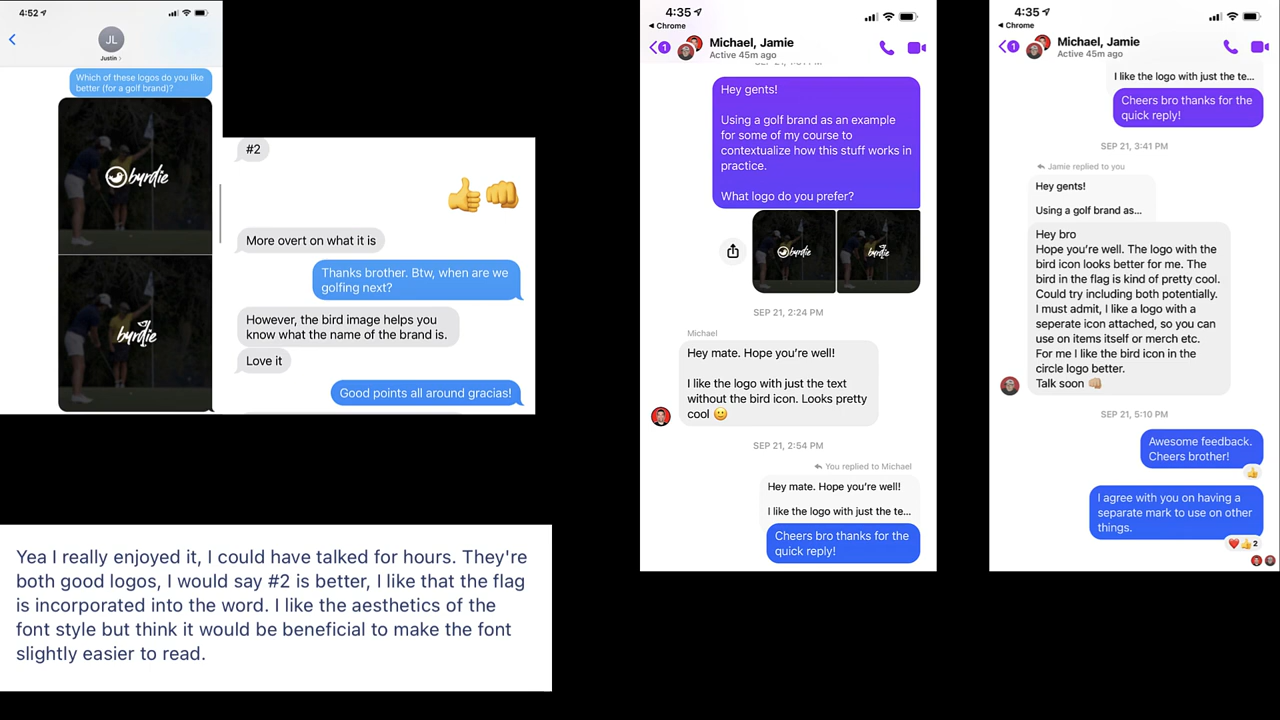 4:52
JL
Justin
Which of these logos do you like
better (for a golf brand)?
byrdie
byrdie
#2
More overt on what it is
Thanks brother. Btw, when are we
golfing next?
However, the bird image helps you
know what the name of the brand is.
Love it
Good points all around gracias!
Yea I really enjoyed it, I could have talked for hours. They're
both good logos, I would say #2 is better, I like that the flag
is incorporated into the word. I like the aesthetics of the
font style but think it would be beneficial to make the font
slightly easier to read.
4:35
Chrome
1
Michael, Jamie
Active 45m ago
Hey gents!
Using a golf brand as an example
for some of my course to
contextualize how this stuff works in
practice.
What logo do you prefer?
byrdie
byrdie
SEP 21, 2:24 PM
Michael
Hey mate. Hope you're well!
I like the logo with just the text
without the bird icon. Looks pretty
cool
SEP 21, 2:54 PM
You replied to Michael
Hey mate. Hope you're well!
I like the logo with just the te...
Cheers bro thanks for the
quick reply!
4:35
Chrome
1
Michael, Jamie
Active 45m ago
I like the logo with just the te...
Cheers bro thanks for the
quick reply!
SEP 21, 3:41 PM
Jamie replied to you
Hey gents!
Using a golf brand as...
Hey bro
Hope you're well. The logo with the
bird icon looks better for me. The
bird in the flag is kind of pretty cool.
Could try including both potentially.
I must admit, I like a logo with a
seperate icon attached, so you can
use on items itself or merch etc.
For me I like the bird icon in the
circle logo better.
Talk soon
SEP 21, 5:10 PM
Awesome feedback.
Cheers brother!
I agree with you on having a
separate mark to use on other
things.
2